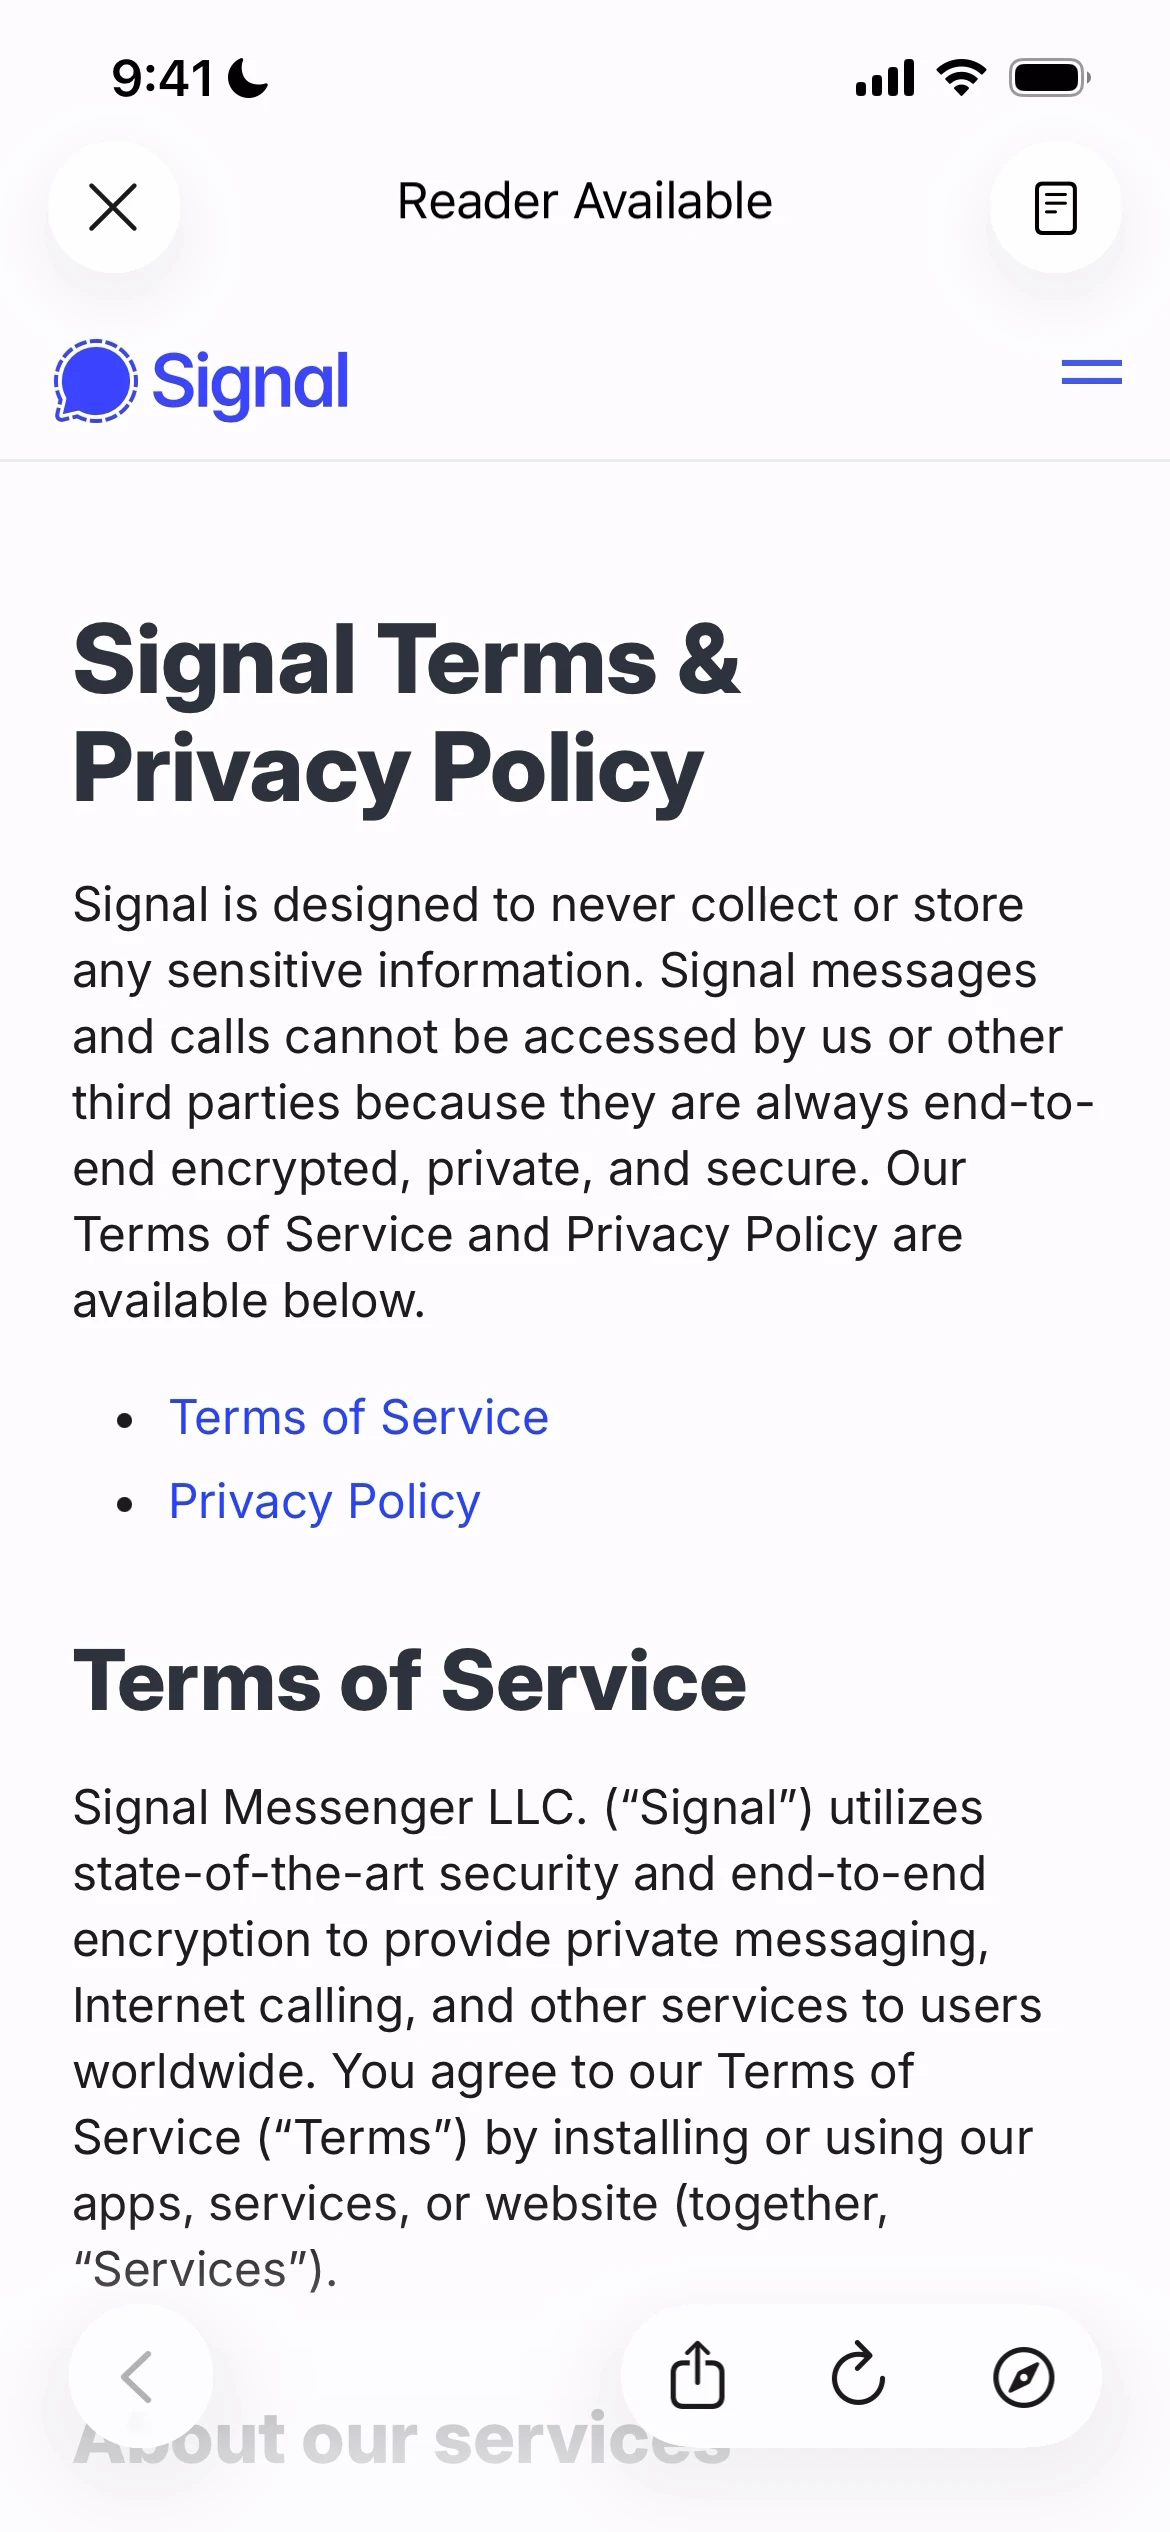 9:41
Reader Available
Signal
Signal Terms &
Privacy Policy
Signal is designed to never collect or store
any sensitive information. Signal messages
and calls cannot be accessed by us or other
third parties because they are always end-to-
end encrypted, private, and secure. Our
Terms of Service and Privacy Policy are
available below.
• Terms of Service
• Privacy Policy
Terms of Service
Signal Messenger LLC. (“Signal”) utilizes
state-of-the-art security and end-to-end
encryption to provide private messaging,
Internet calling, and other services to users
worldwide. You agree to our Terms of
Service (“Terms”) by installing or using our
apps, services, or website (together,
“Services”).
About our services